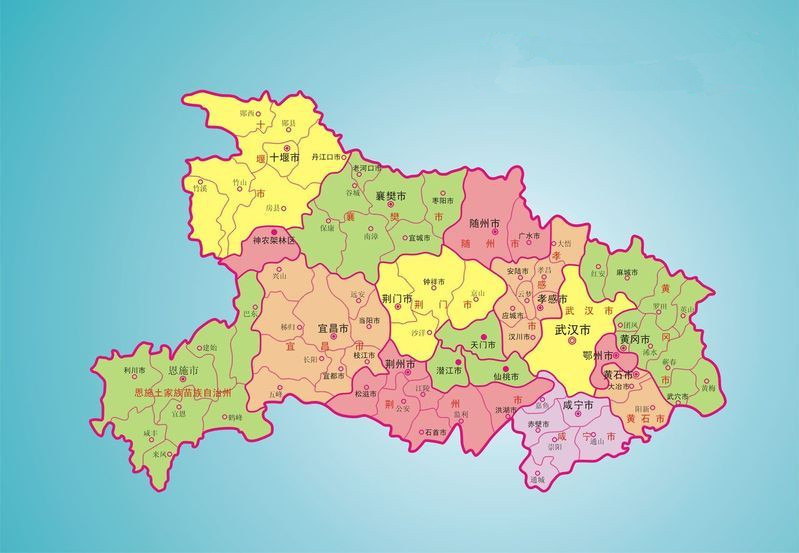 郧西
郧县
十堰市
十堰市
丹江口市
竹溪
竹山
房县
神农架林区
老河口市
谷城
襄樊市
枣阳市
襄樊市
保康
南漳
宜城市
随州市
随州市
广水市
大悟
孝感市
安陆市
孝昌
云梦
孝感市
应城市
汉川市
红安
麻城市
黄冈市
罗田
英山
团风
黄冈市
浠水
蕲春
黄梅
武穴市
武汉市
武汉市
鄂州市
黄石市
大冶市
阳新
黄石市
钟祥市
荆门市
荆门市
京山
沙洋
天门市
潜江市
仙桃市
兴山
远安
巴东
秭归
宜昌市
当阳市
宜昌市
长阳
枝江市
宜都市
五峰
荆州市
松滋市
江陵
荆州市
公安
监利
石首市
洪湖市
建始
利川市
恩施市
恩施土家族苗族自治州
宣恩
鹤峰
咸丰
来凤
嘉鱼
咸宁市
赤壁市
咸宁市
崇阳
通山
通城